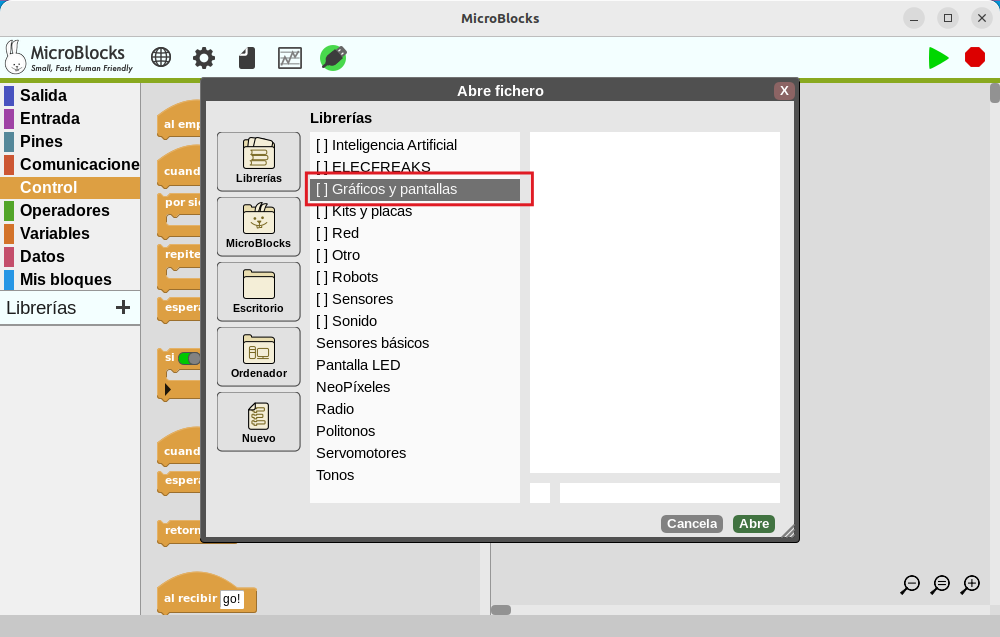 MicroBlocks
MicroBlocks
Small, Fast, Human Friendly
Abre fichero
X
Salida
Entrada
Pines
Comunicacione
Control
Operadores
Variables
Datos
Mis bloques
Librerías
+
al emp
cuand
por sie
repite
espera
si
cuand
espera
retorn
al recibir go!
Librerías
MicroBlocks
Escritorio
Ordenador
Nuevo
Librerías
[ ] Inteligencia Artificial
[ ] ELECFREAKS
[ ] Gráficos y pantallas
[ ] Kits y placas
[ ] Red
[ ] Otro
[ ] Robots
[ ] Sensores
[ ] Sonido
Sensores básicos
Pantalla LED
NeoPíxeles
Radio
Politonos
Servomotores
Tonos
Cancela
Abre